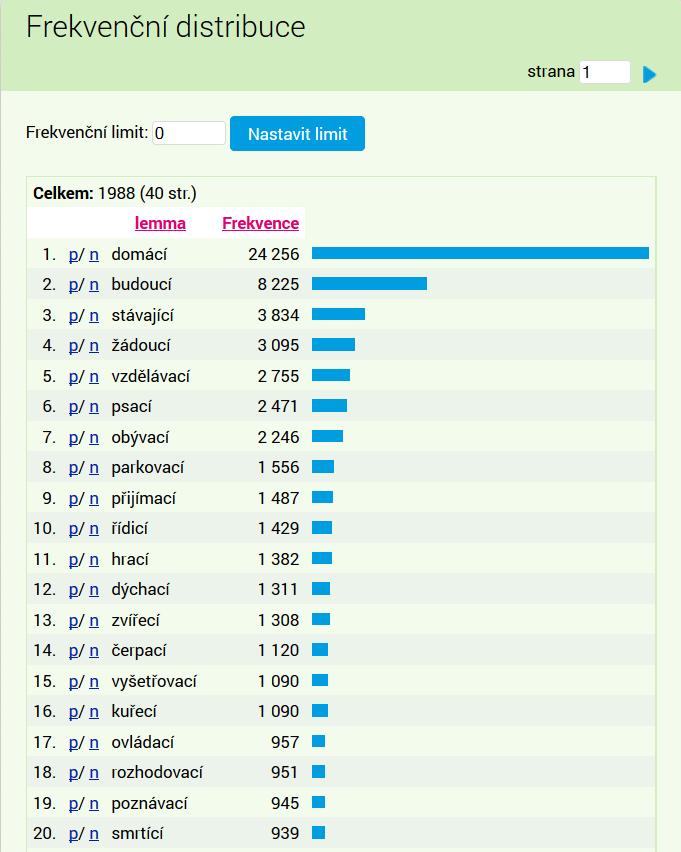 Frekvenční distribuce
strana 1
Frekvenční limit: 0 Nastavit limit
Celkem: 1988 (40 str.)
lemma Frekvence
1. p/ n domácí 24 256
2. p/ n budoucí 8 225
3. p/ n stávající 3 834
4. p/ n žádoucí 3 095
5. p/ n vzdělávací 2 755
6. p/ n psací 2 471
7. p/ n obývací 2 246
8. p/ n parkovací 1 556
9. p/ n přijímací 1 487
10. p/ n řídicí 1 429
11. p/ n hrací 1 382
12. p/ n dýchací 1 311
13. p/ n zvířecí 1 308
14. p/ n čerpací 1 120
15. p/ n vyšetřovací 1 090
16. p/ n kuřecí 1 090
17. p/ n ovládací 957
18. p/ n rozhodovací 951
19. p/ n poznávací 945
20. p/ n smrtící 939